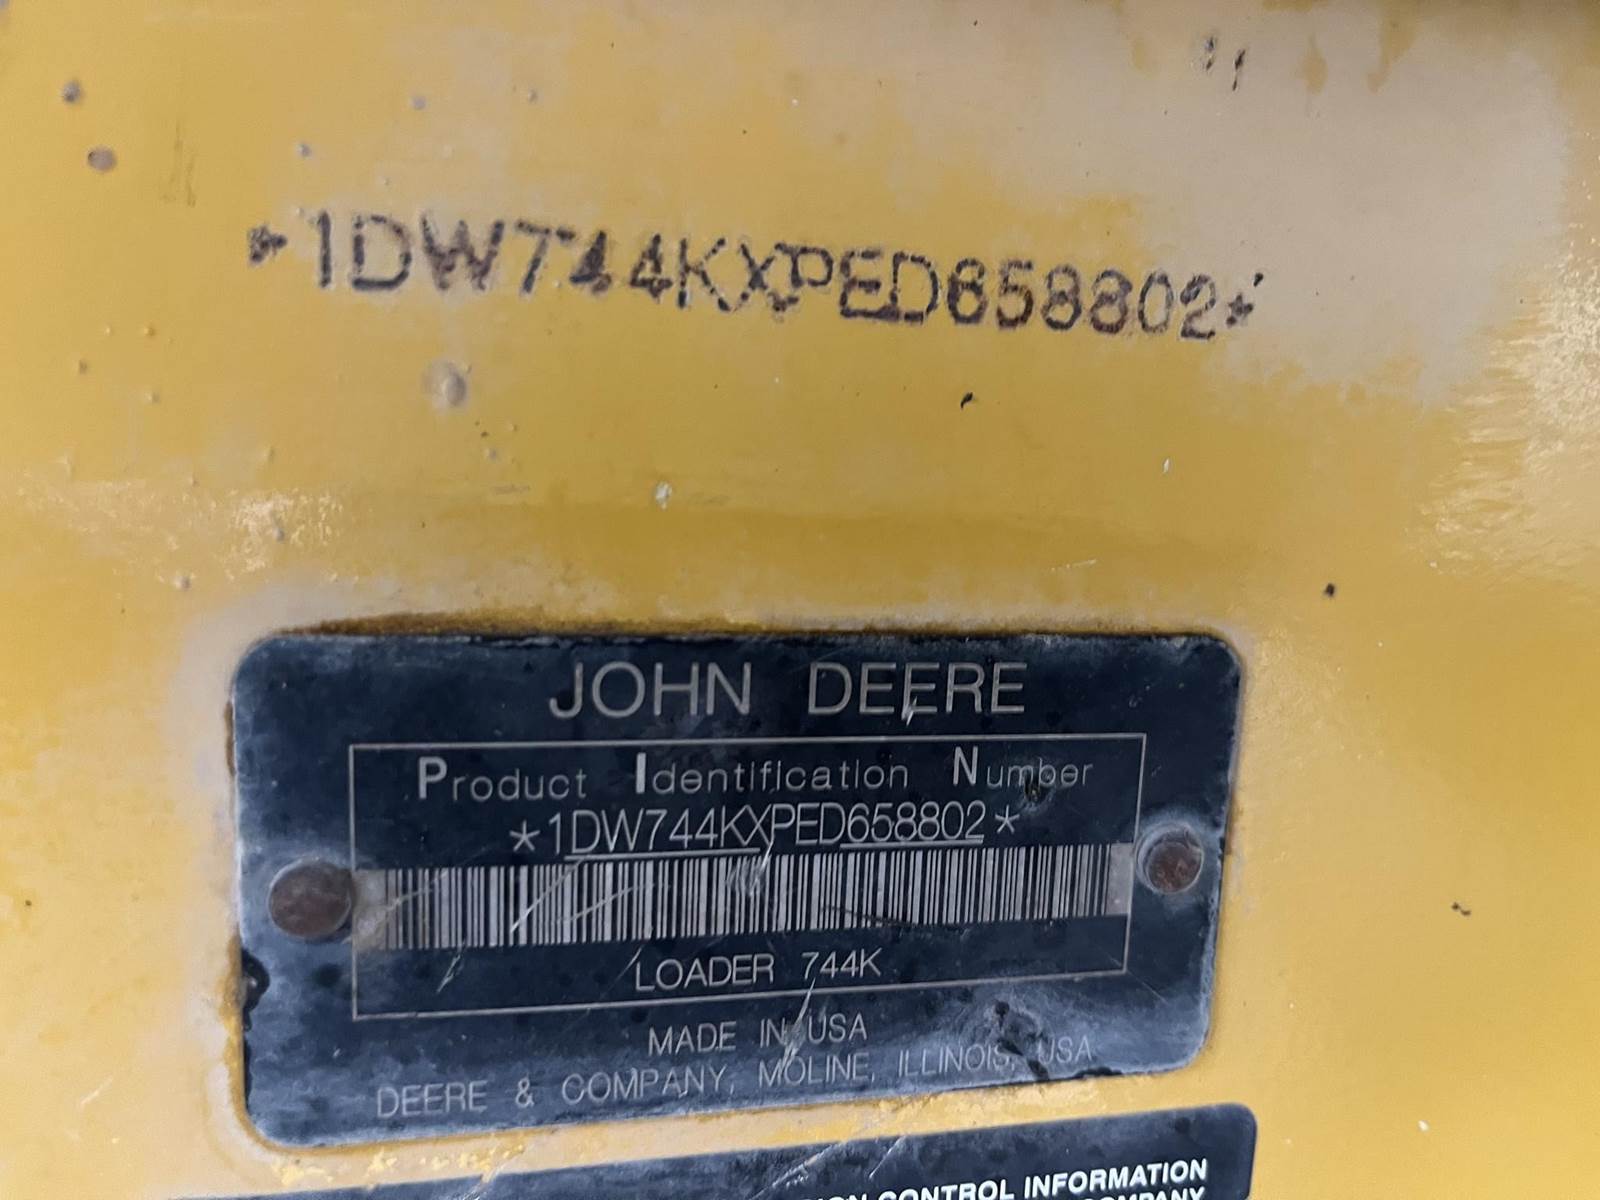 *1DW744KXPED658802*
JOHN DEERE
Product Identification Number
*1DW744KXPED658802*
LOADER 744K
MADE IN USA
DEERE & COMPANY, MOLINE, ILLINOIS, USA
CONTROL INFORMATION
COMPANY